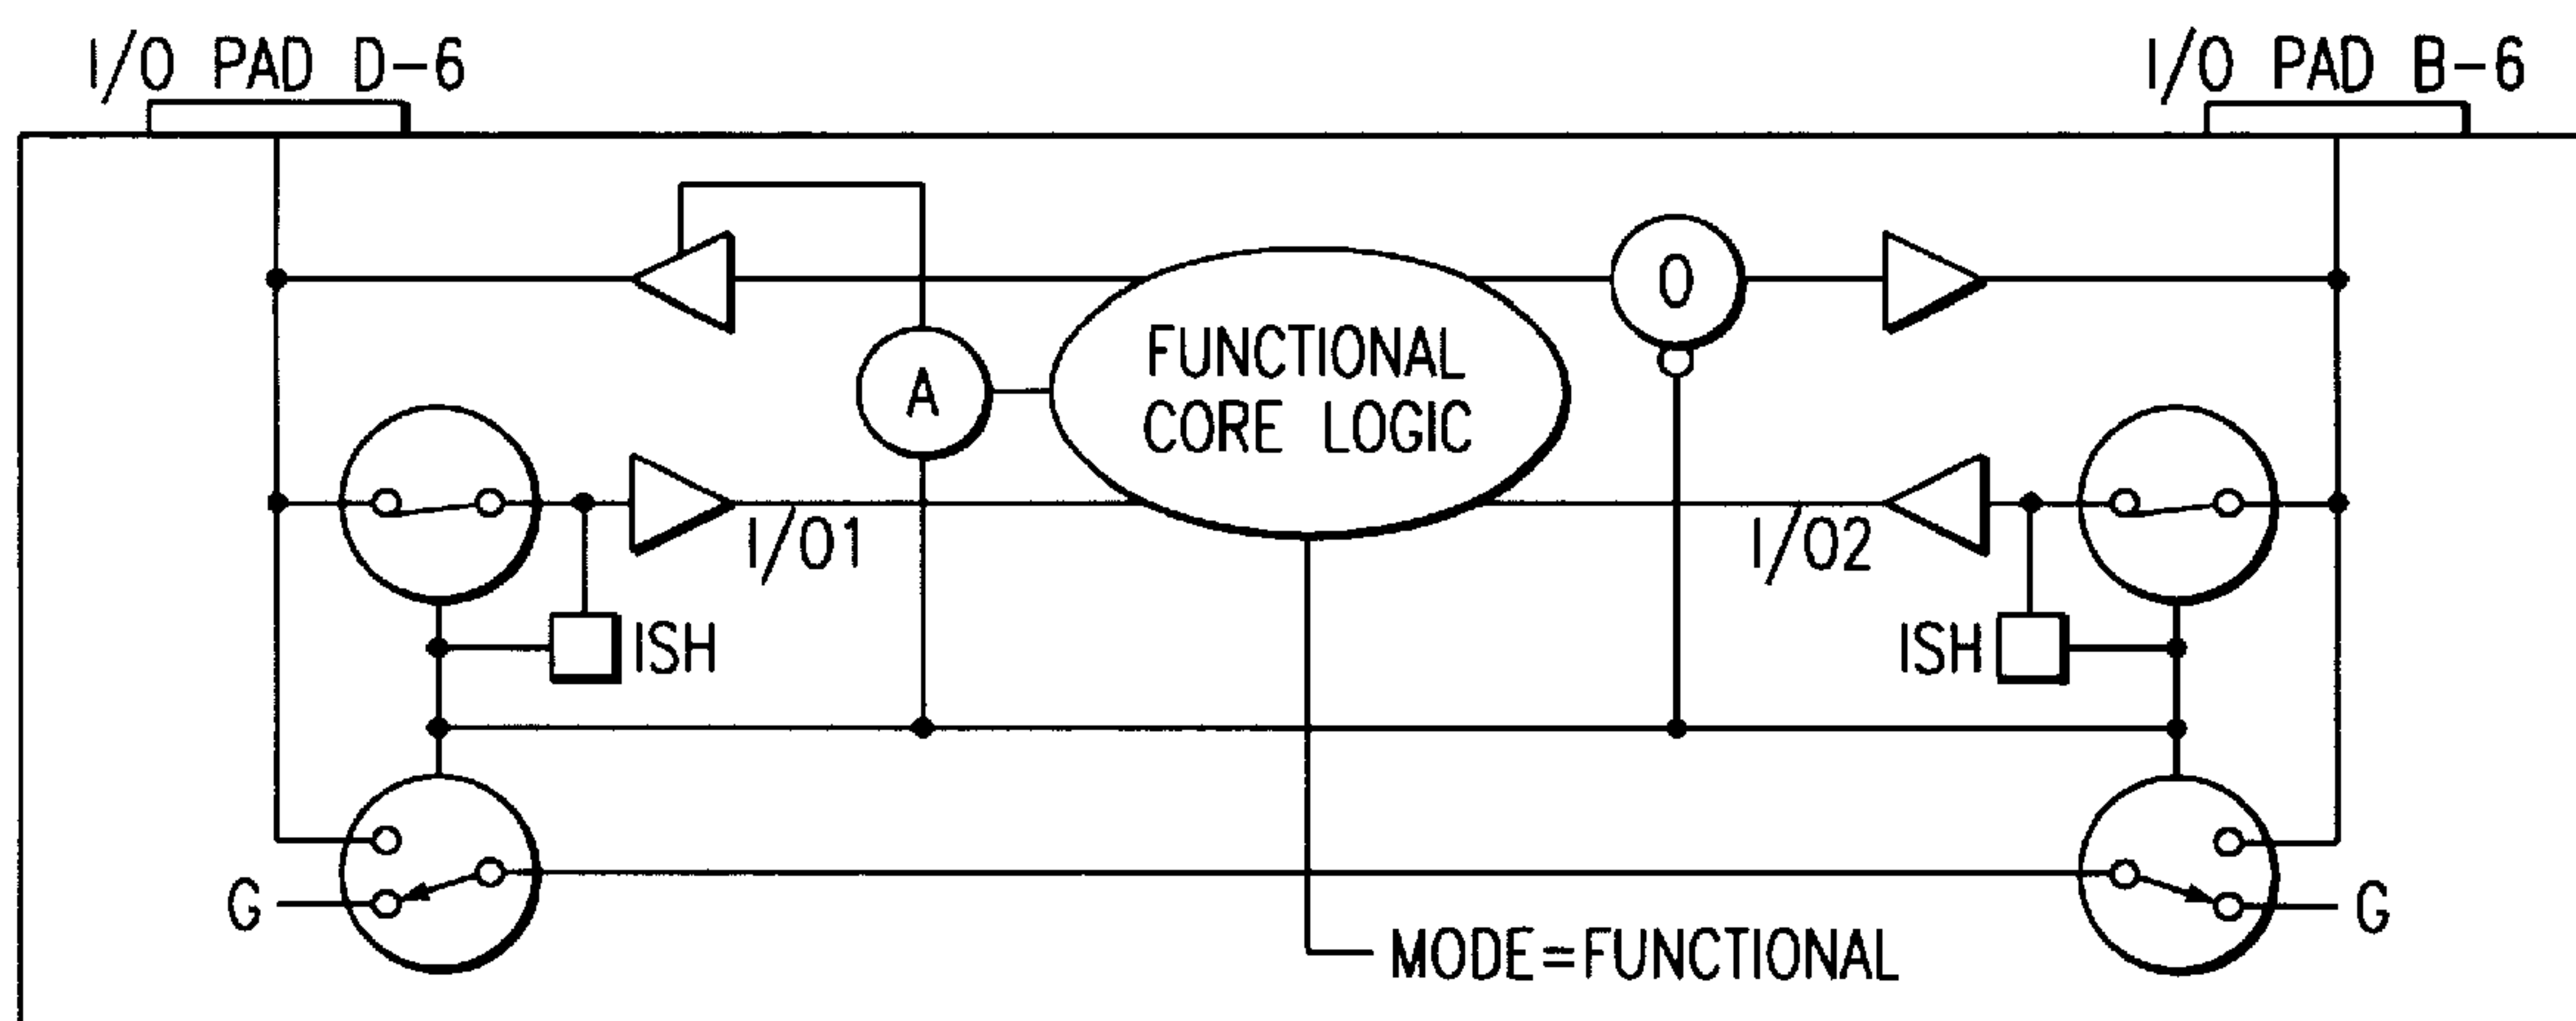 I/O PAD D-6
I/O PAD B-6
O
FUNCTIONAL
CORE LOGIC
A
I/O1
I/O2
ISH
ISH
G
G
MODE=FUNCTIONAL